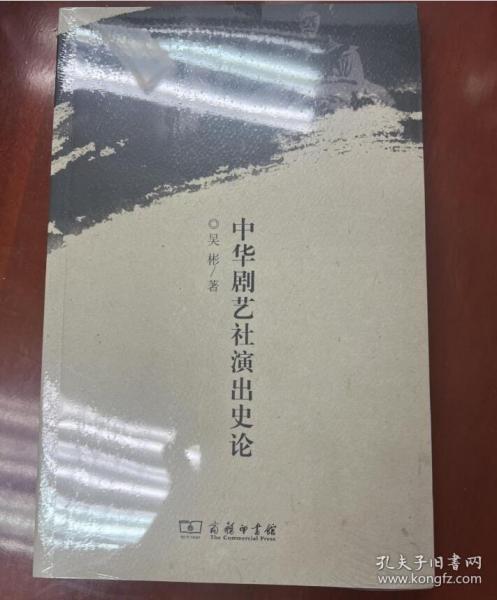 中华剧艺社演出史论
◎吴彬/著
商务印书馆
The Commercial Press
孔夫子旧书网
www.kongfz.com